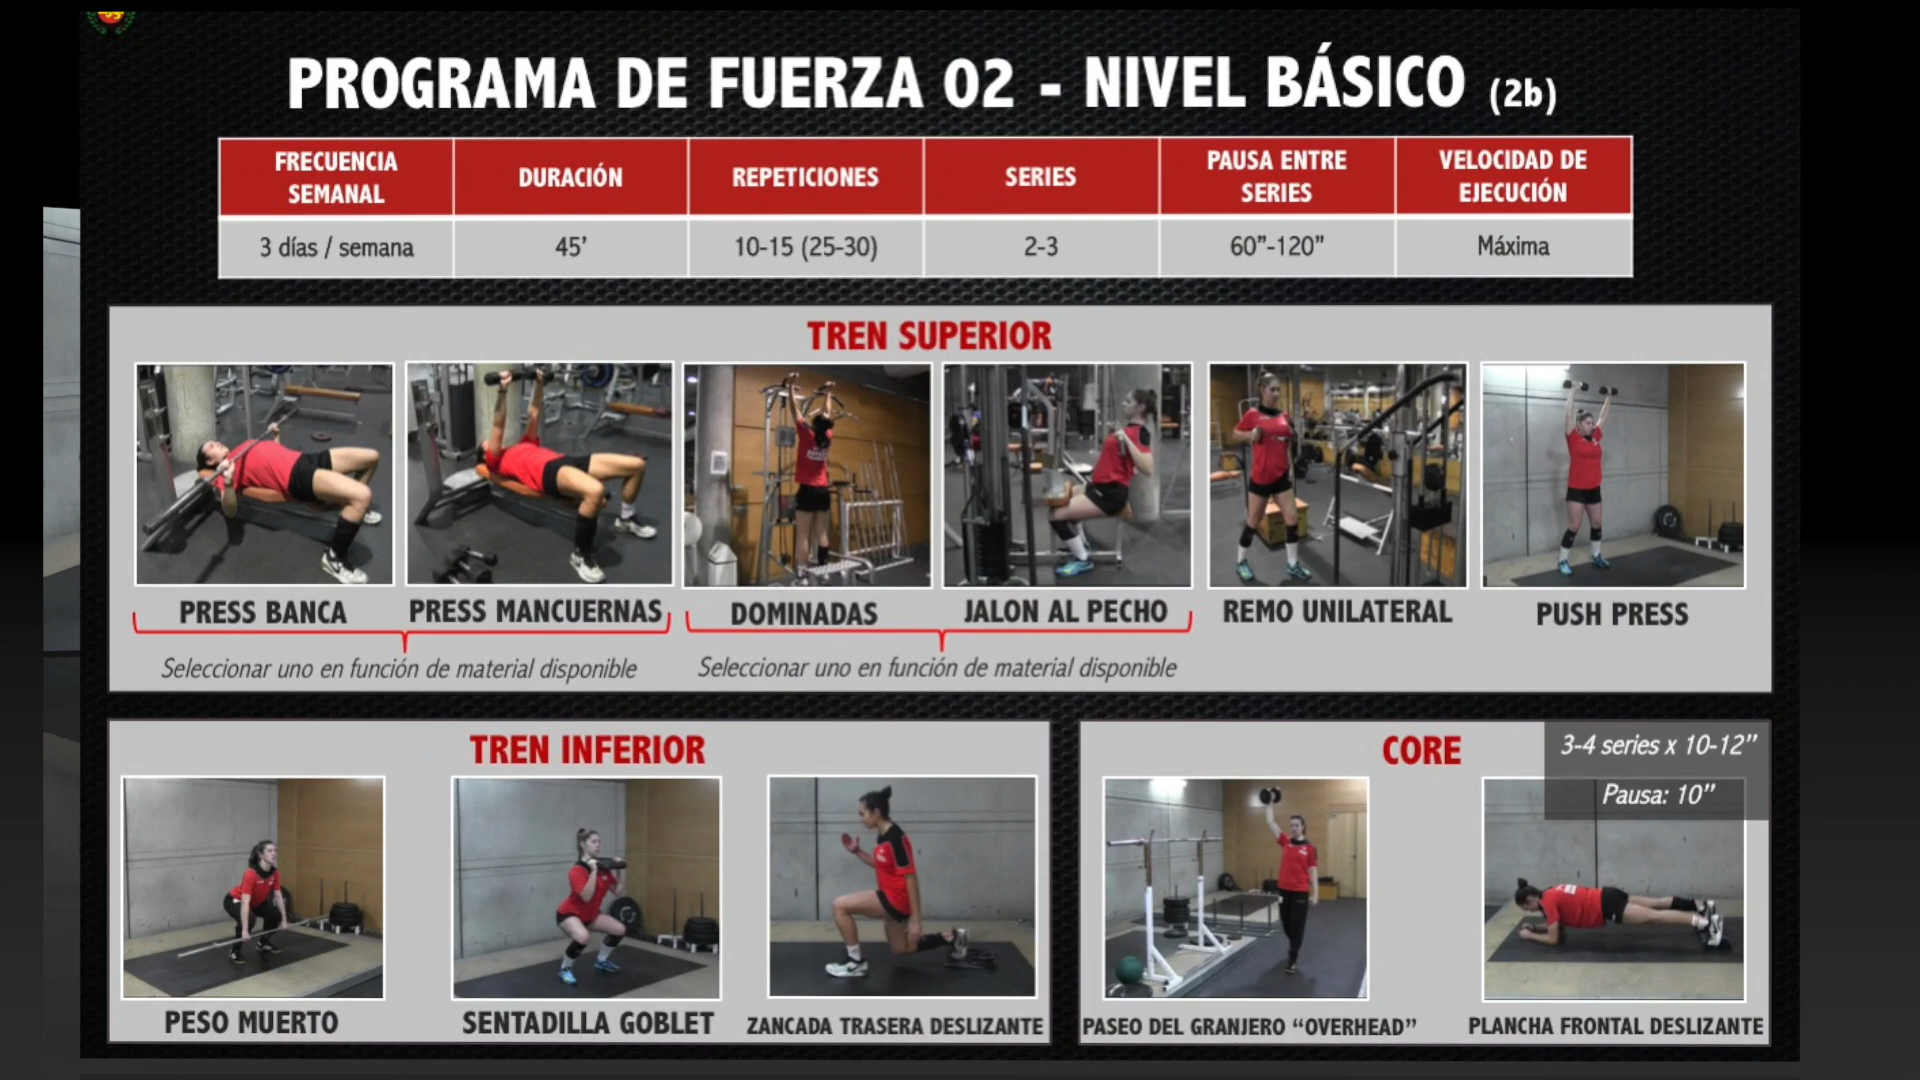 PROGRAMA DE FUERZA 02 - NIVEL BÁSICO (2b)
FRECUENCIA SEMANAL
DURACIÓN
REPETICIONES
SERIES
PAUSA ENTRE SERIES
VELOCIDAD DE EJECUCIÓN
3 días / semana
45’
10-15 (25-30)
2-3
60”-120”
Máxima
TREN SUPERIOR
PRESS BANCA
PRESS MANCUERNAS
DOMINADAS
JALON AL PECHO
REMO UNILATERAL
PUSH PRESS
Seleccionar uno en función de material disponible
Seleccionar uno en función de material disponible
TREN INFERIOR
PESO MUERTO
SENTADILLA GOBLET
ZANCADA TRASERA DESLIZANTE
CORE
3-4 series x 10-12”
Pausa: 10”
PASEO DEL GRANJERO “OVERHEAD”
PLANCHA FRONTAL DESLIZANTE